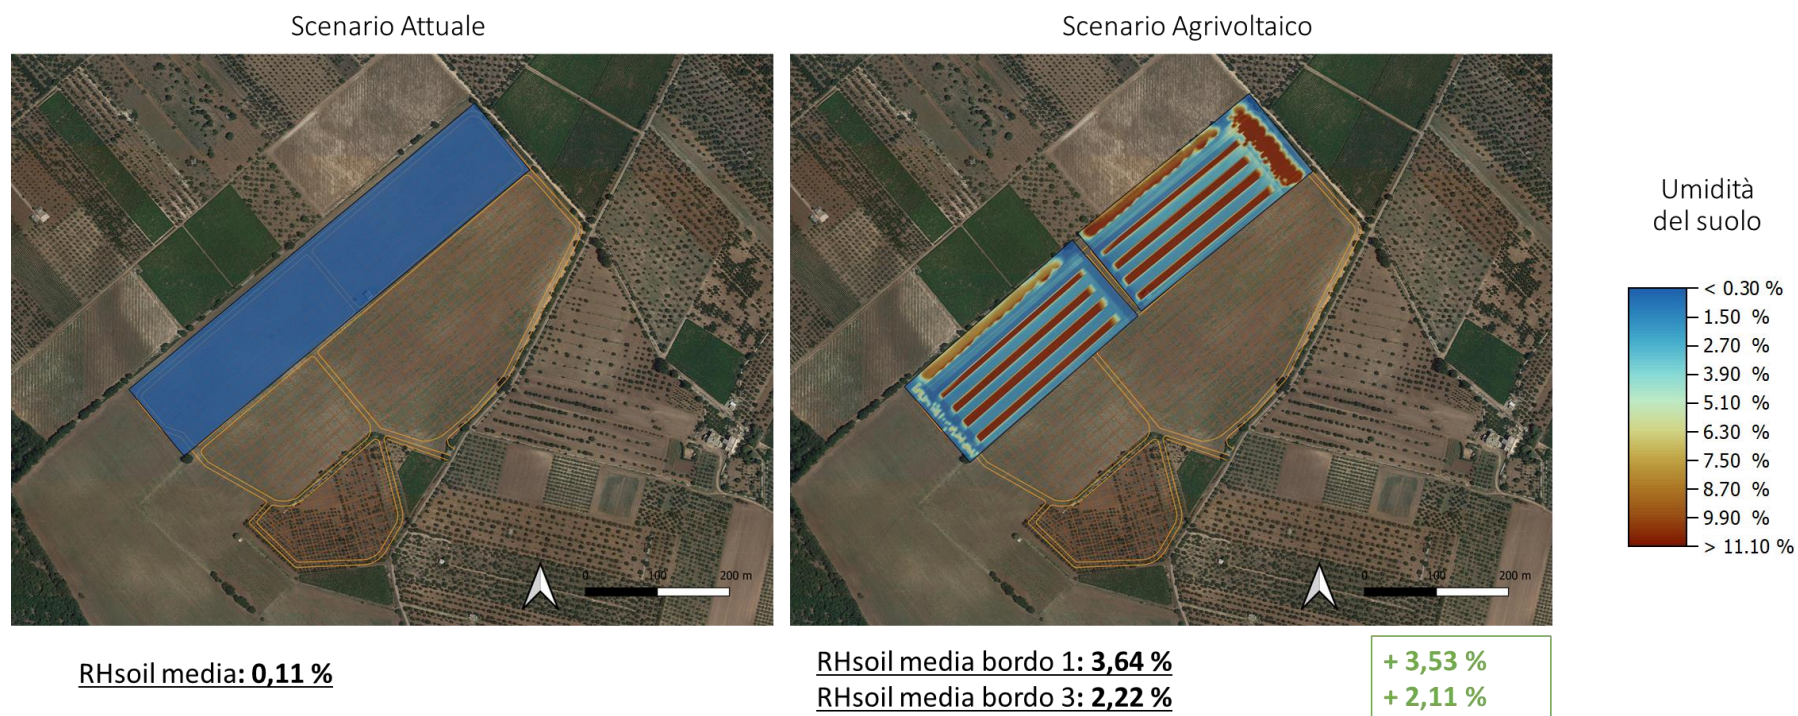 Scenario Attuale
Scenario Agrivoltaico
Umidità
del suolo
< 0.30 %
1.50 %
2.70 %
3.90 %
5.10 %
6.30 %
7.50 %
8.70 %
9.90 %
> 11.10 %
0 100 200 m
0 100 200 m
RHsoil media: 0,11 %
RHsoil media bordo 1: 3,64 %
RHsoil media bordo 3: 2,22 %
+ 3,53 %
+ 2,11 %